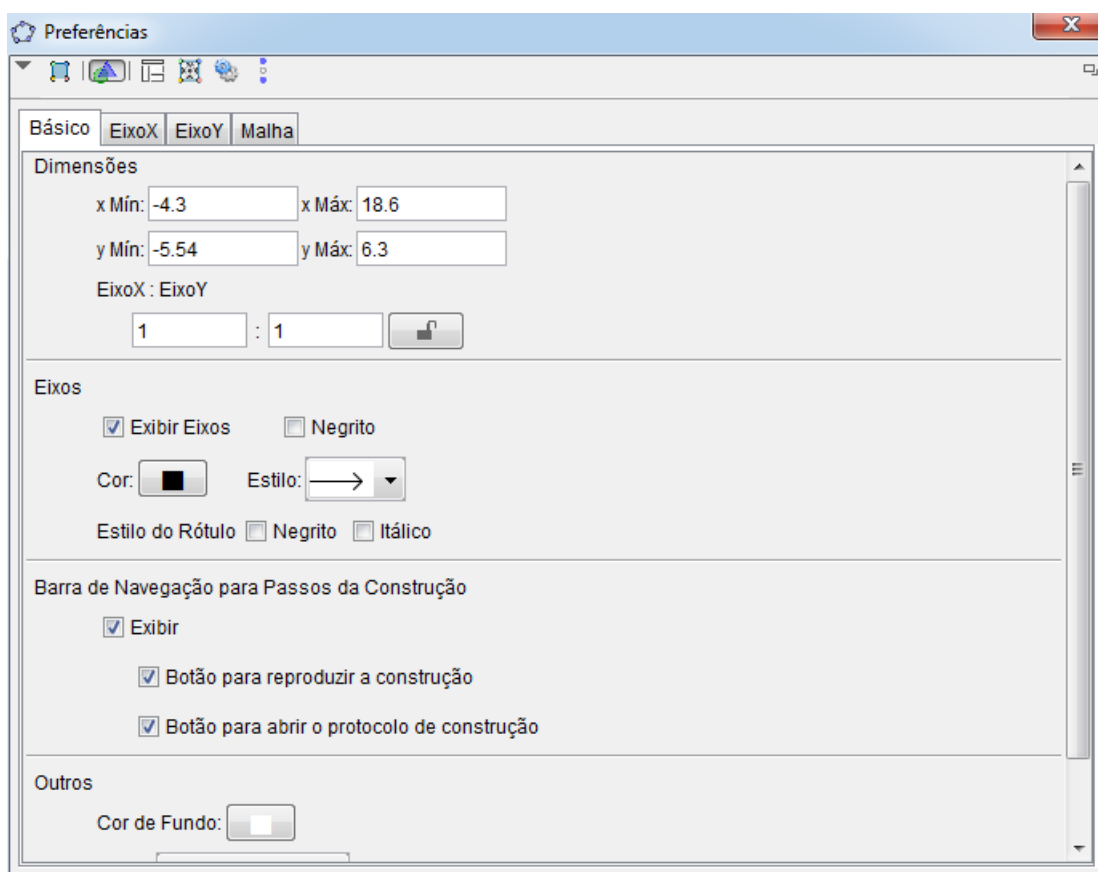 Preferências
Básico EixoX EixoY Malha
Dimensões
x Mín: -4.3 x Máx: 18.6
y Mín: -5.54 y Máx: 6.3
EixoX : EixoY
1 : 1
Eixos
Exibir Eixos Negrito
Cor: Estilo:
Estilo do Rótulo Negrito Itálico
Barra de Navegação para Passos da Construção
Exibir
Botão para reproduzir a construção
Botão para abrir o protocolo de construção
Outros
Cor de Fundo: